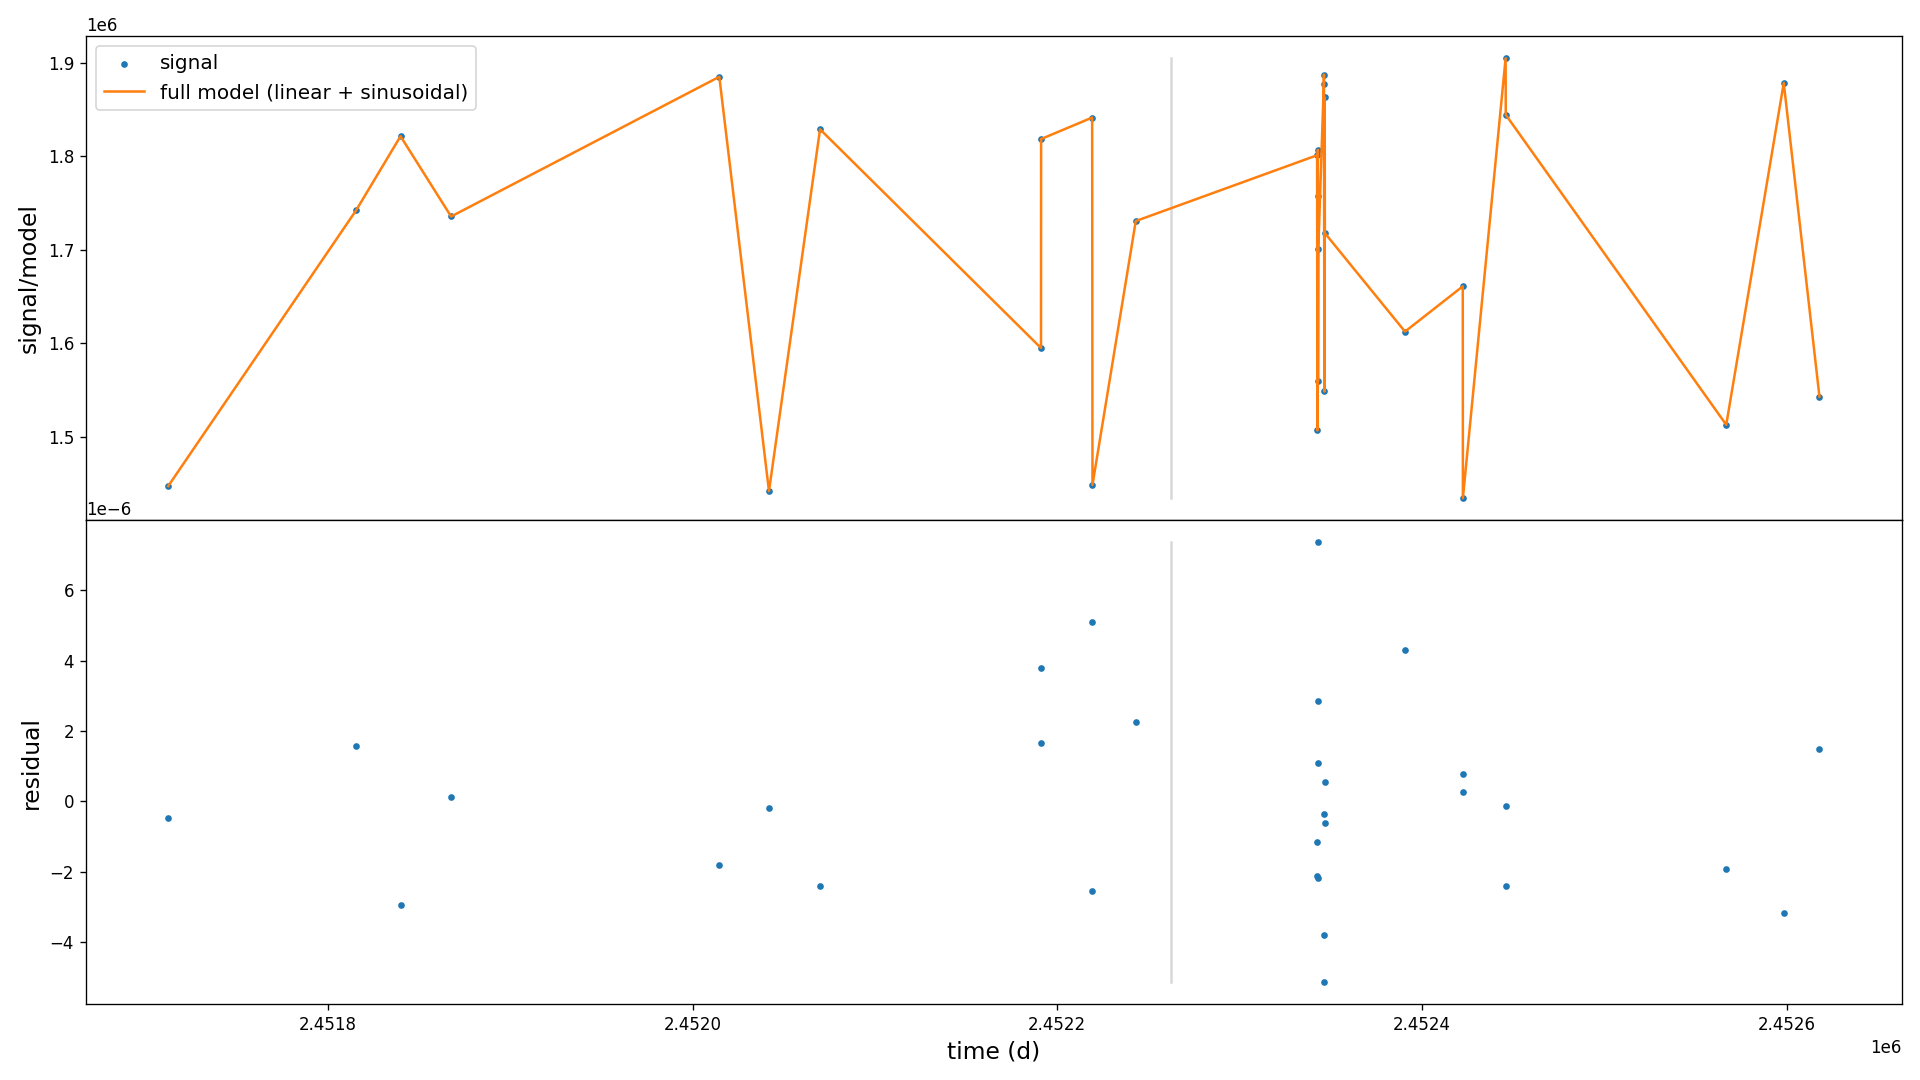 1e6
signal
full model (linear + sinusoidal)
1.9
1.8
1.7
1.6
1.5
signal/model
1e−6
6
4
2
0
−2
−4
residual
2.4518
2.4520
2.4522
2.4524
2.4526
time (d)
1e6